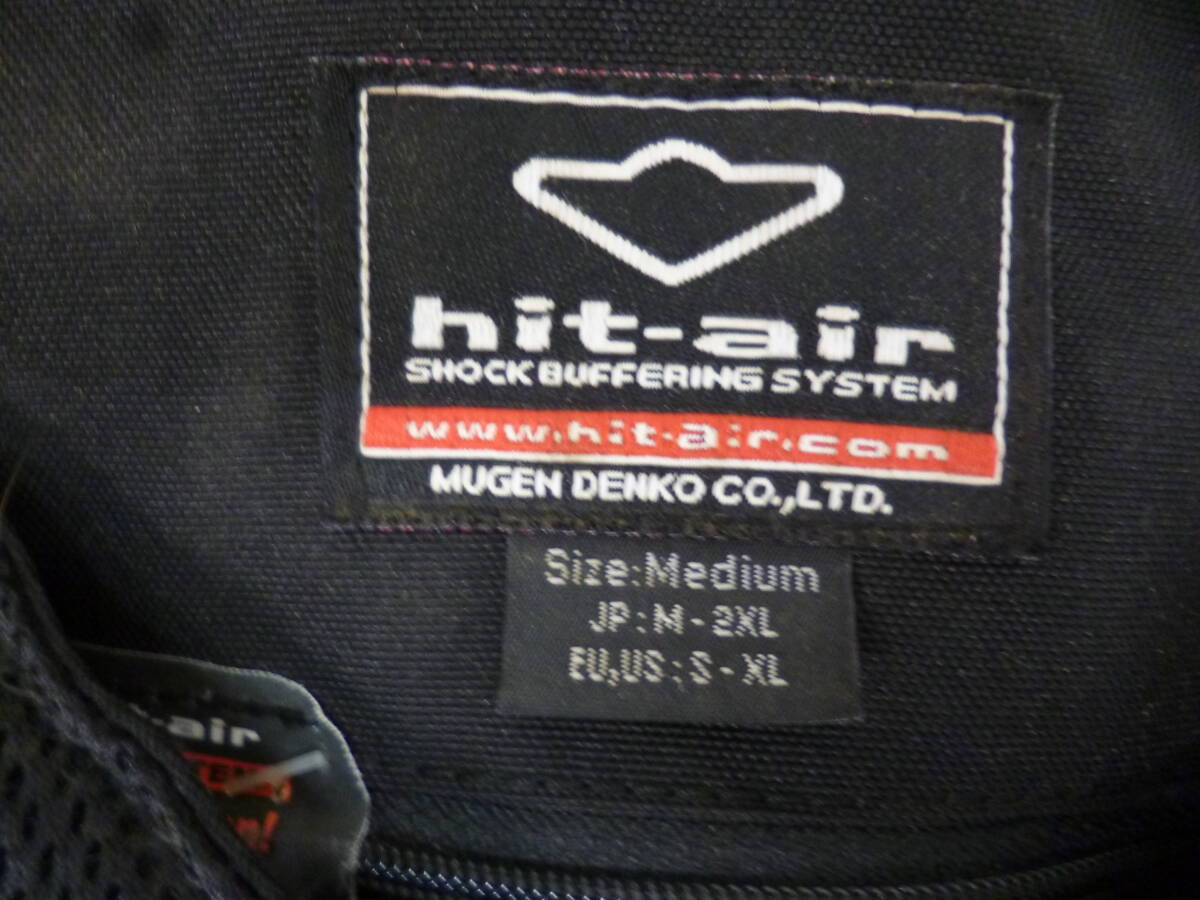 hit-air
SHOCK BUFFERING SYSTEM
www.hit-air.com
MUGEN DENKO CO.,LTD.
Size:Medium
JP:M-2XL
EU,US:S-XL
-air